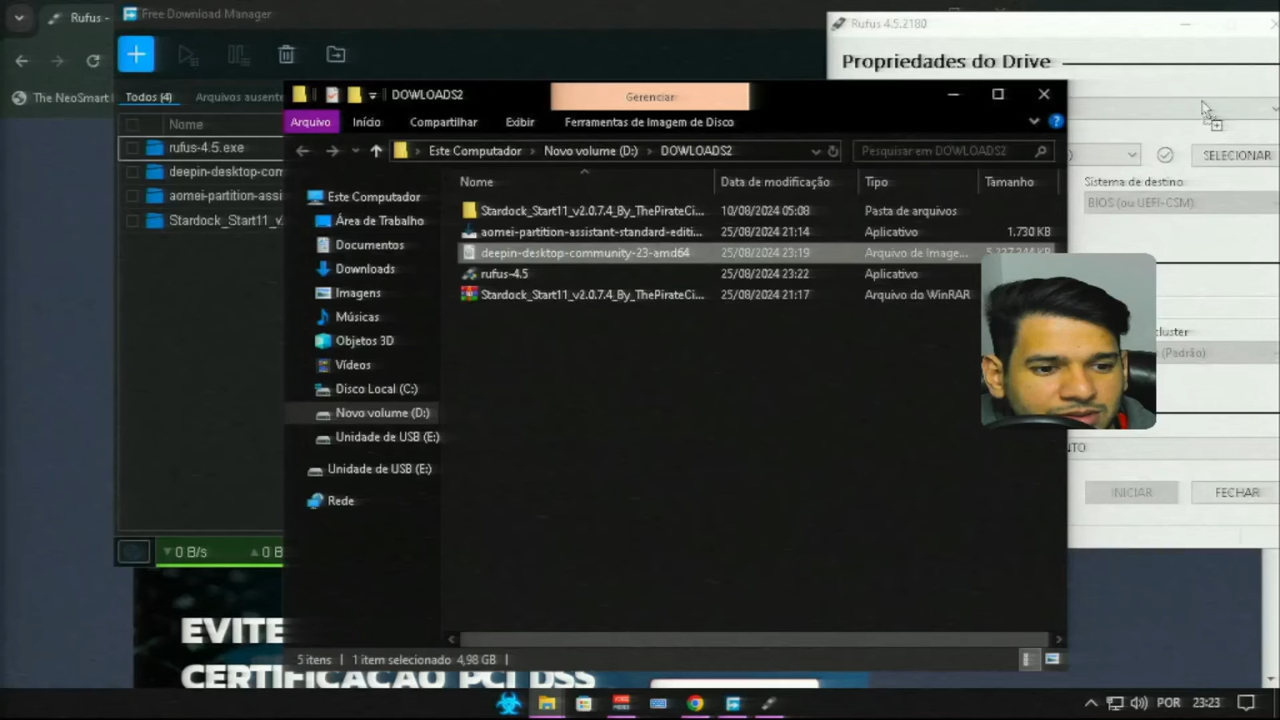 Rufus -
Free Download Manager
Rufus 4.5.2180
Propriedades do Drive
The NeoSmart
Todos (4)
Arquivos ausent
Nome
rufus-4.5.exe
deepin-desktop-com
aomei-partition-assi
Stardock_Start11_v
0 B/s
0 B
DOWLOADS2
Gerenciar
Arquivo
Início
Compartilhar
Exibir
Ferramentas de Imagem de Disco
Este Computador
Novo volume (D:)
DOWLOADS2
Pesquisar em DOWLOADS2
Nome
Data de modificação
Tipo
Tamanho
Stardock_Start11_v2.0.7.4_By_ThePirateCi...
10/08/2024 05:08
Pasta de arquivos
aomei-partition-assistant-standard-editi...
25/08/2024 21:14
Aplicativo
1.730 KB
deepin-desktop-community-23-amd64
25/08/2024 23:19
Arquivo de Image...
rufus-4.5
25/08/2024 23:22
Aplicativo
Stardock_Start11_v2.0.7.4_By_ThePirateCi...
25/08/2024 21:17
Arquivo do WinRAR
Este Computador
Área de Trabalho
Documentos
Downloads
Imagens
Músicas
Objetos 3D
Vídeos
Disco Local (C:)
Novo volume (D:)
Unidade de USB (E:)
Unidade de USB (E:)
Rede
5 itens
1 item selecionado 4,98 GB
SELECIONAR
Sistema de destino
BIOS (ou UEFI-CSM)
cluster
(Padrão)
NTO
INICIAR
FECHAR
EVITE
CERTIFICAÇÃO PCI DSS
POR
23:23